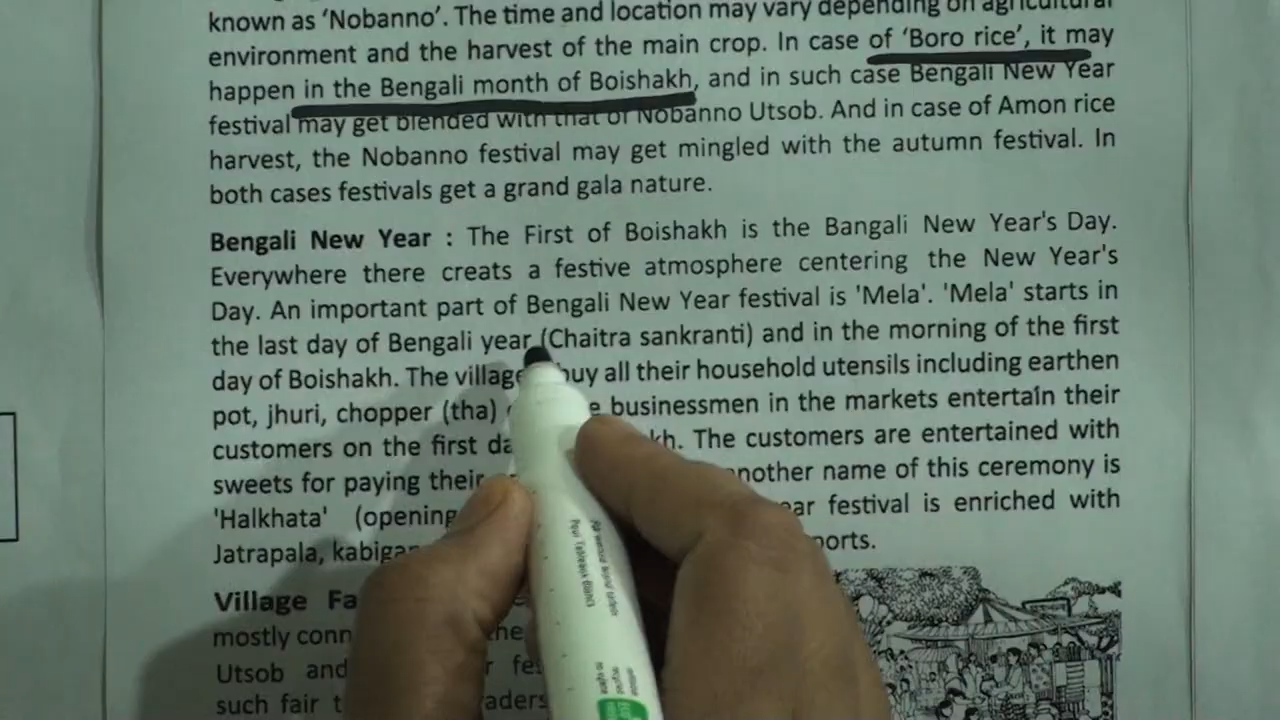 known as ‘Nobanno’. The time and location may vary depending on agricultural
environment and the harvest of the main crop. In case of ‘Boro rice’, it may
happen in the Bengali month of Boishakh, and in such case Bengali New Year
festival may get blended with that of Nobanno Utsob. And in case of Amon rice
harvest, the Nobanno festival may get mingled with the autumn festival. In
both cases festivals get a grand gala nature.
Bengali New Year : The First of Boishakh is the Bangali New Year's Day.
Everywhere there creats a festive atmosphere centering the New Year's
Day. An important part of Bengali New Year festival is 'Mela'. 'Mela' starts in
the last day of Bengali year (Chaitra sankranti) and in the morning of the first
day of Boishakh. The buy all their household utensils including earthen
pot, jhuri, chopper (tha) businessmen in the markets entertain their
customers on the first The customers are entertained with
sweets for paying their another name of this ceremony is
'Halkhata' (opening festival is enriched with
Jatrapala,
Village
mostly
Utsob and
such fair